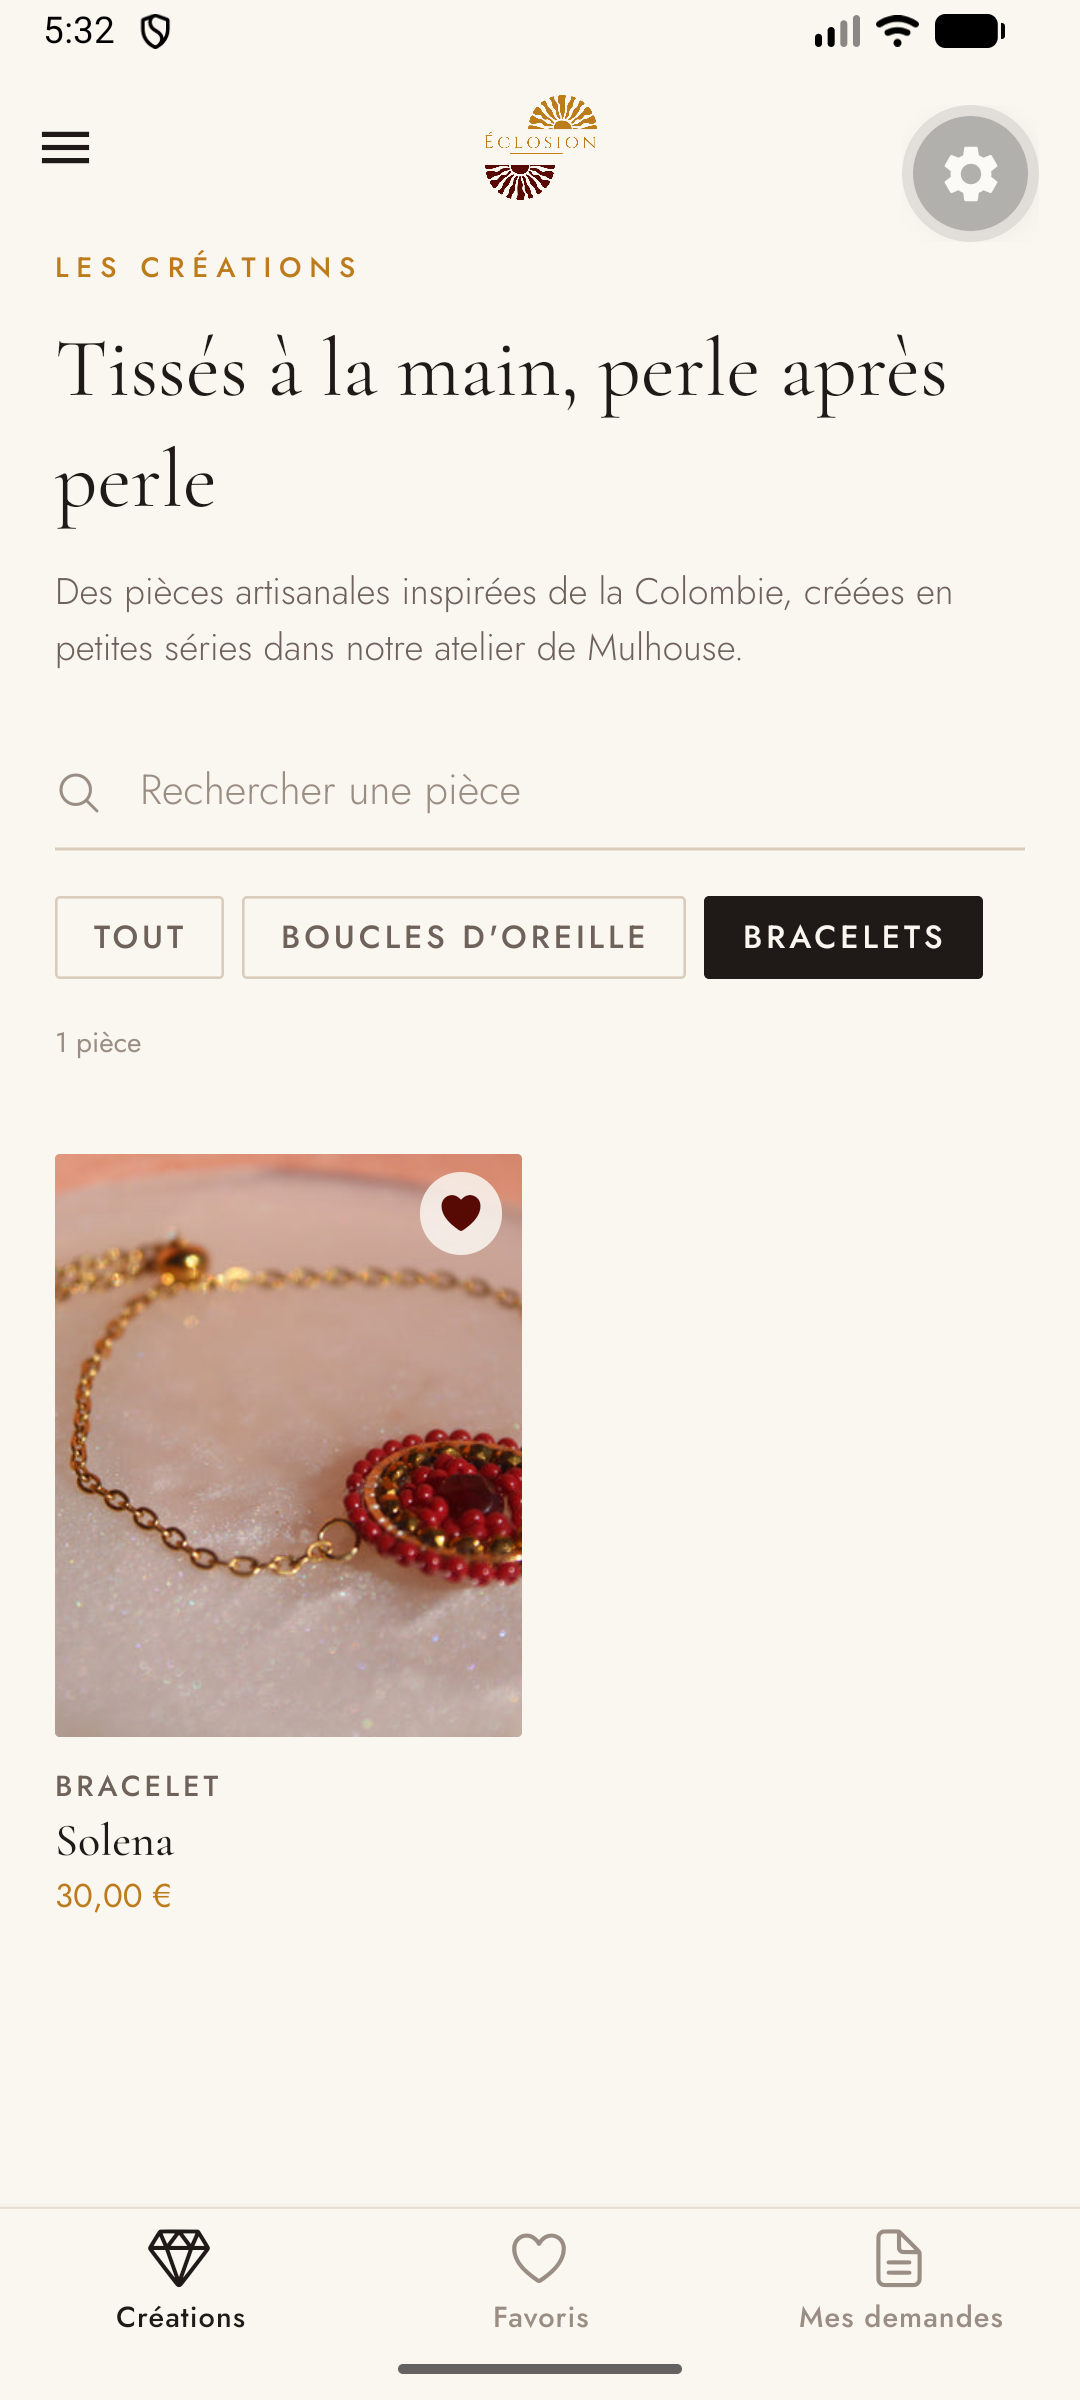 5:32
ÉCLOSION
LES CRÉATIONS
Tissés à la main, perle après
perle
Des pièces artisanales inspirées de la Colombie, créées en
petites séries dans notre atelier de Mulhouse.
Rechercher une pièce
TOUT
BOUCLES D'OREILLE
BRACELETS
1 pièce
BRACELET
Solena
30,00 €
Créations
Favoris
Mes demandes